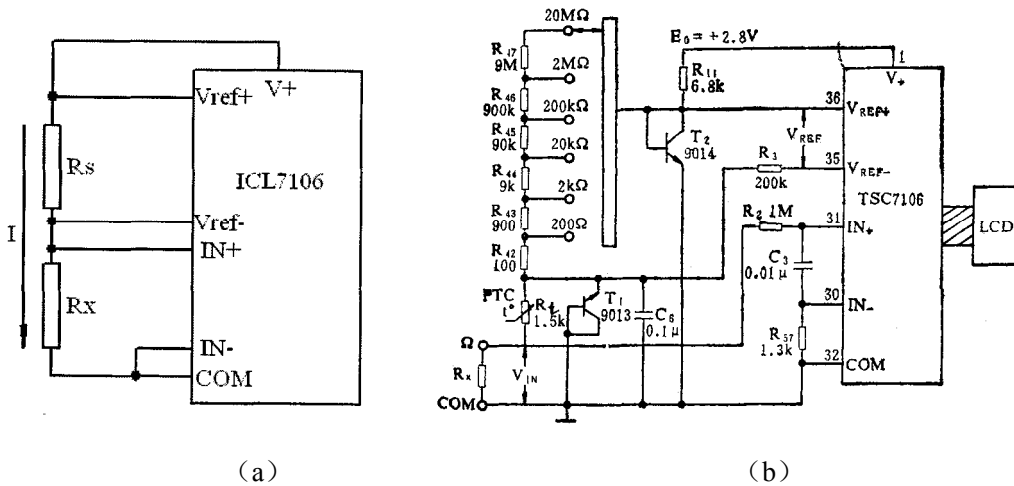 V+
Vref+
Rs
ICL7106
Vref-
IN+
I
Rx
IN-
COM
(a)
20MΩ
R47
9M
2MΩ
R46
900k
200kΩ
R45
90k
20kΩ
R44
9k
2kΩ
R43
900
200Ω
R42
100
PTC
t°
Rt
1.5k
T1
9013
C6
0.1μ
Ω
Rx
VIN
COM
E0=+2.8V
R11
6.8k
T2
9014
R3
200k
VREF
R2 1M
C3
0.01μ
R57
1.3k
1
V+
36
VREF+
35
VREF-
TSC7106
31
IN+
30
IN-
32
COM
LCD
(b)